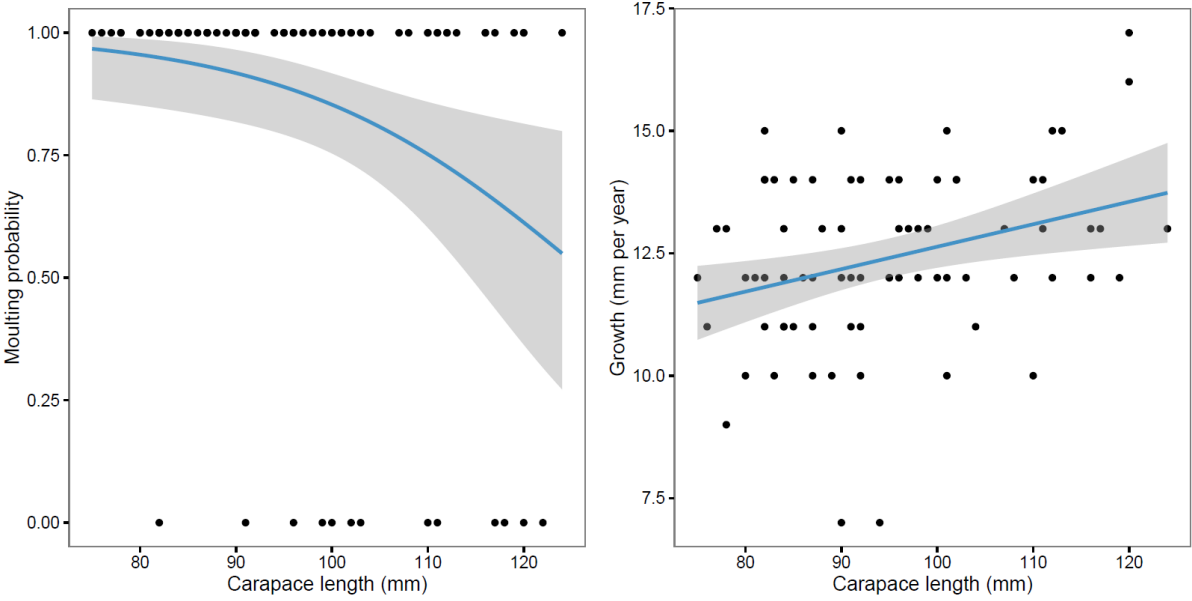 1.00
0.75
0.50
0.25
0.00
Moulting probability
80 90 100 110 120
Carapace length (mm)
17.5
15.0
12.5
10.0
7.5
Growth (mm per year)
80 90 100 110 120
Carapace length (mm)